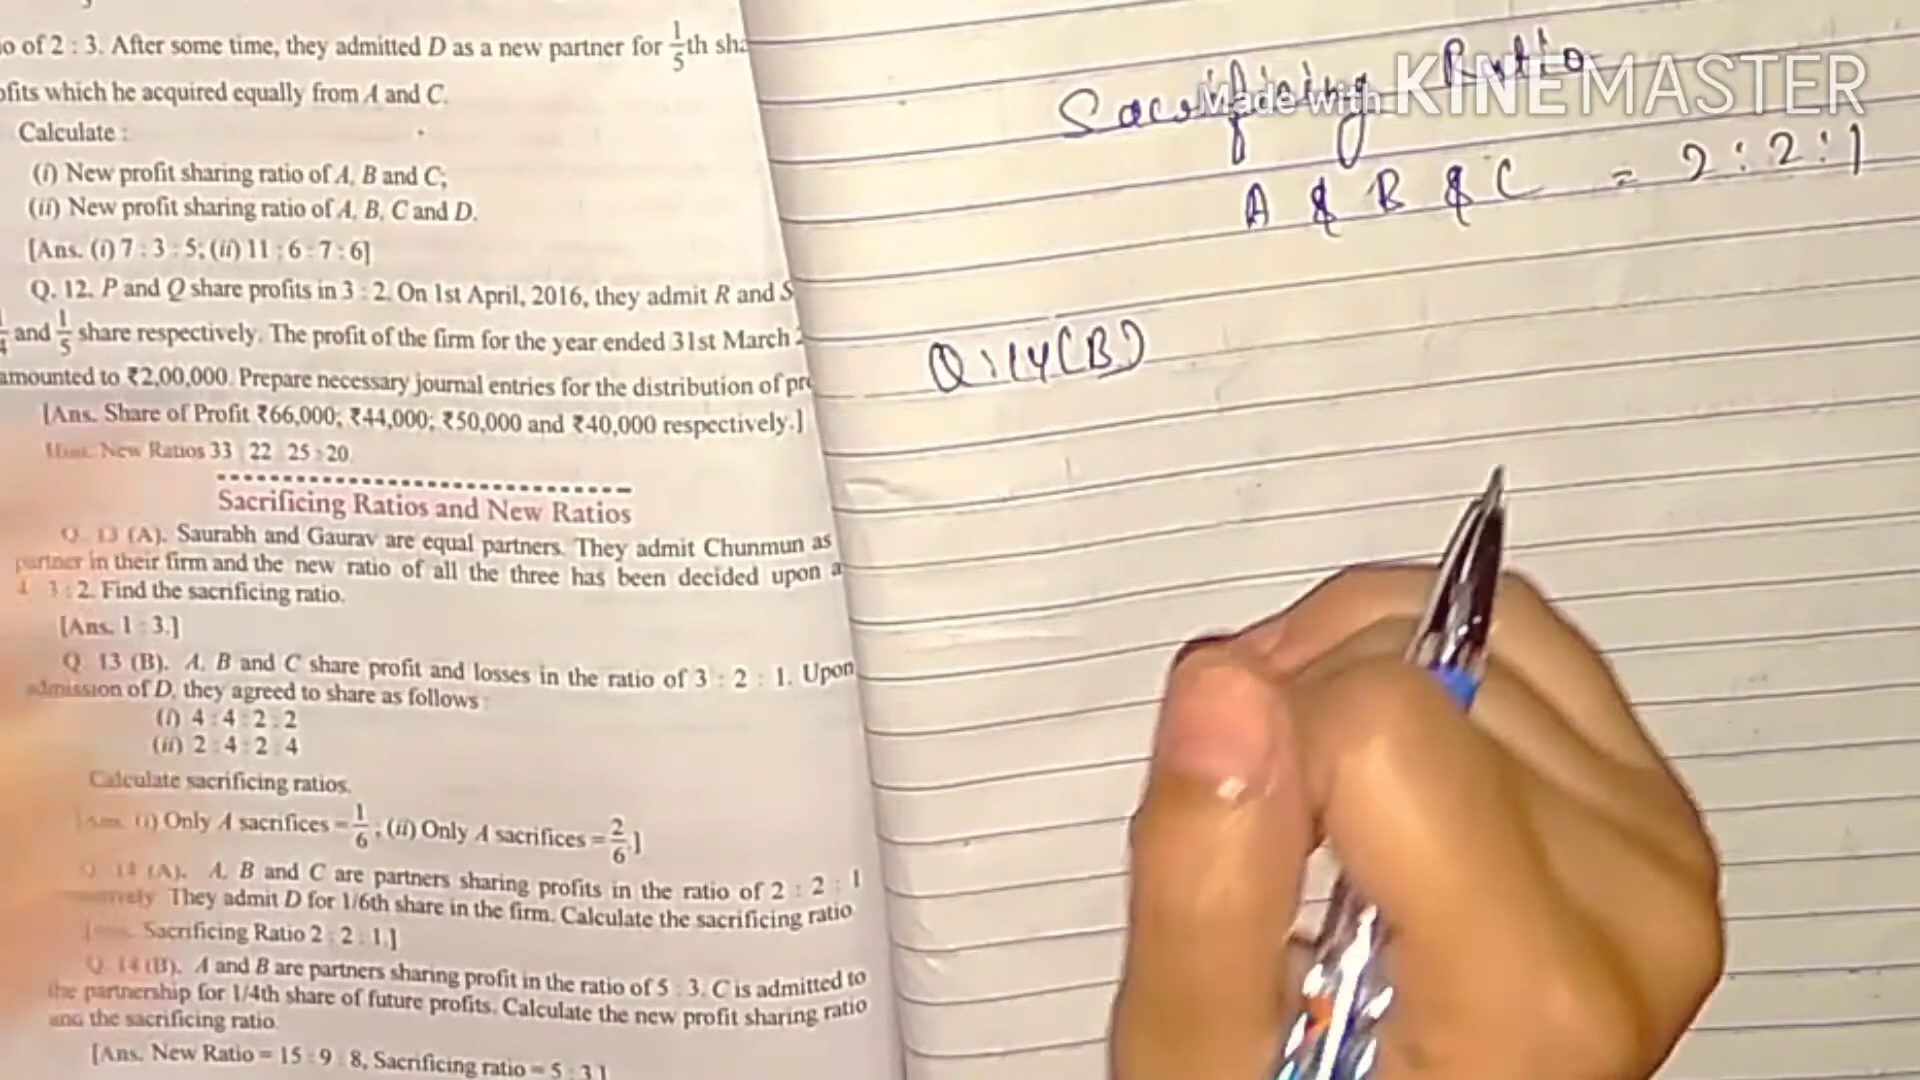 o of 2 : 3. After some time, they admitted D as a new partner for 1/5 th sha
ofits which he acquired equally from A and C.
Calculate :
(i) New profit sharing ratio of A, B and C;
(ii) New profit sharing ratio of A, B, C and D.
[Ans. (i) 7 : 3 : 5; (ii) 11 : 6 : 7 : 6]
Q. 12. P and Q share profits in 3 : 2. On 1st April, 2016, they admit R and S
1/4 and 1/5 share respectively. The profit of the firm for the year ended 31st March 2
amounted to ₹2,00,000. Prepare necessary journal entries for the distribution of pro
[Ans. Share of Profit ₹66,000; ₹44,000; ₹50,000 and ₹40,000 respectively.]
Hint. New Ratios 33 : 22 : 25 : 20.
Sacrificing Ratios and New Ratios
Q. 13 (A). Saurabh and Gaurav are equal partners. They admit Chunmun as
partner in their firm and the new ratio of all the three has been decided upon a
4 : 3 : 2. Find the sacrificing ratio.
[Ans. 1 : 3.]
Q. 13 (B). A, B and C share profit and losses in the ratio of 3 : 2 : 1. Upon
admission of D, they agreed to share as follows :
(i) 4 : 4 : 2 : 2
(ii) 2 : 4 : 2 : 4
Calculate sacrificing ratios.
[Ans. (i) Only A sacrifices = 1/6 ; (ii) Only A sacrifices = 2/6.]
Q. 14 (A). A, B and C are partners sharing profits in the ratio of 2 : 2 : 1
They admit D for 1/6th share in the firm. Calculate the sacrificing ratio.
Sacrificing Ratio 2 : 2 : 1.]
Q. 14 (B). A and B are partners sharing profit in the ratio of 5 : 3. C is admitted to
the partnership for 1/4th share of future profits. Calculate the new profit sharing ratio
and the sacrificing ratio.
[Ans. New Ratio = 15 : 9 : 8, Sacrificing ratio = 5 : 3.]
Sacrificing Ratio
Made with KINEMASTER
A & B & C = 2 : 2 : 1
Q:14(B)